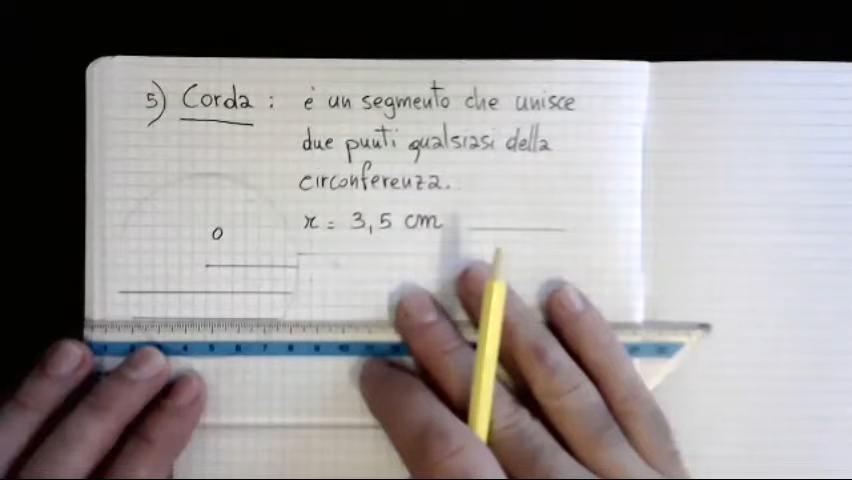 5) Corda : è un segmento che unisce
due punti qualsiasi della
circonferenza.
r = 3,5 cm
O